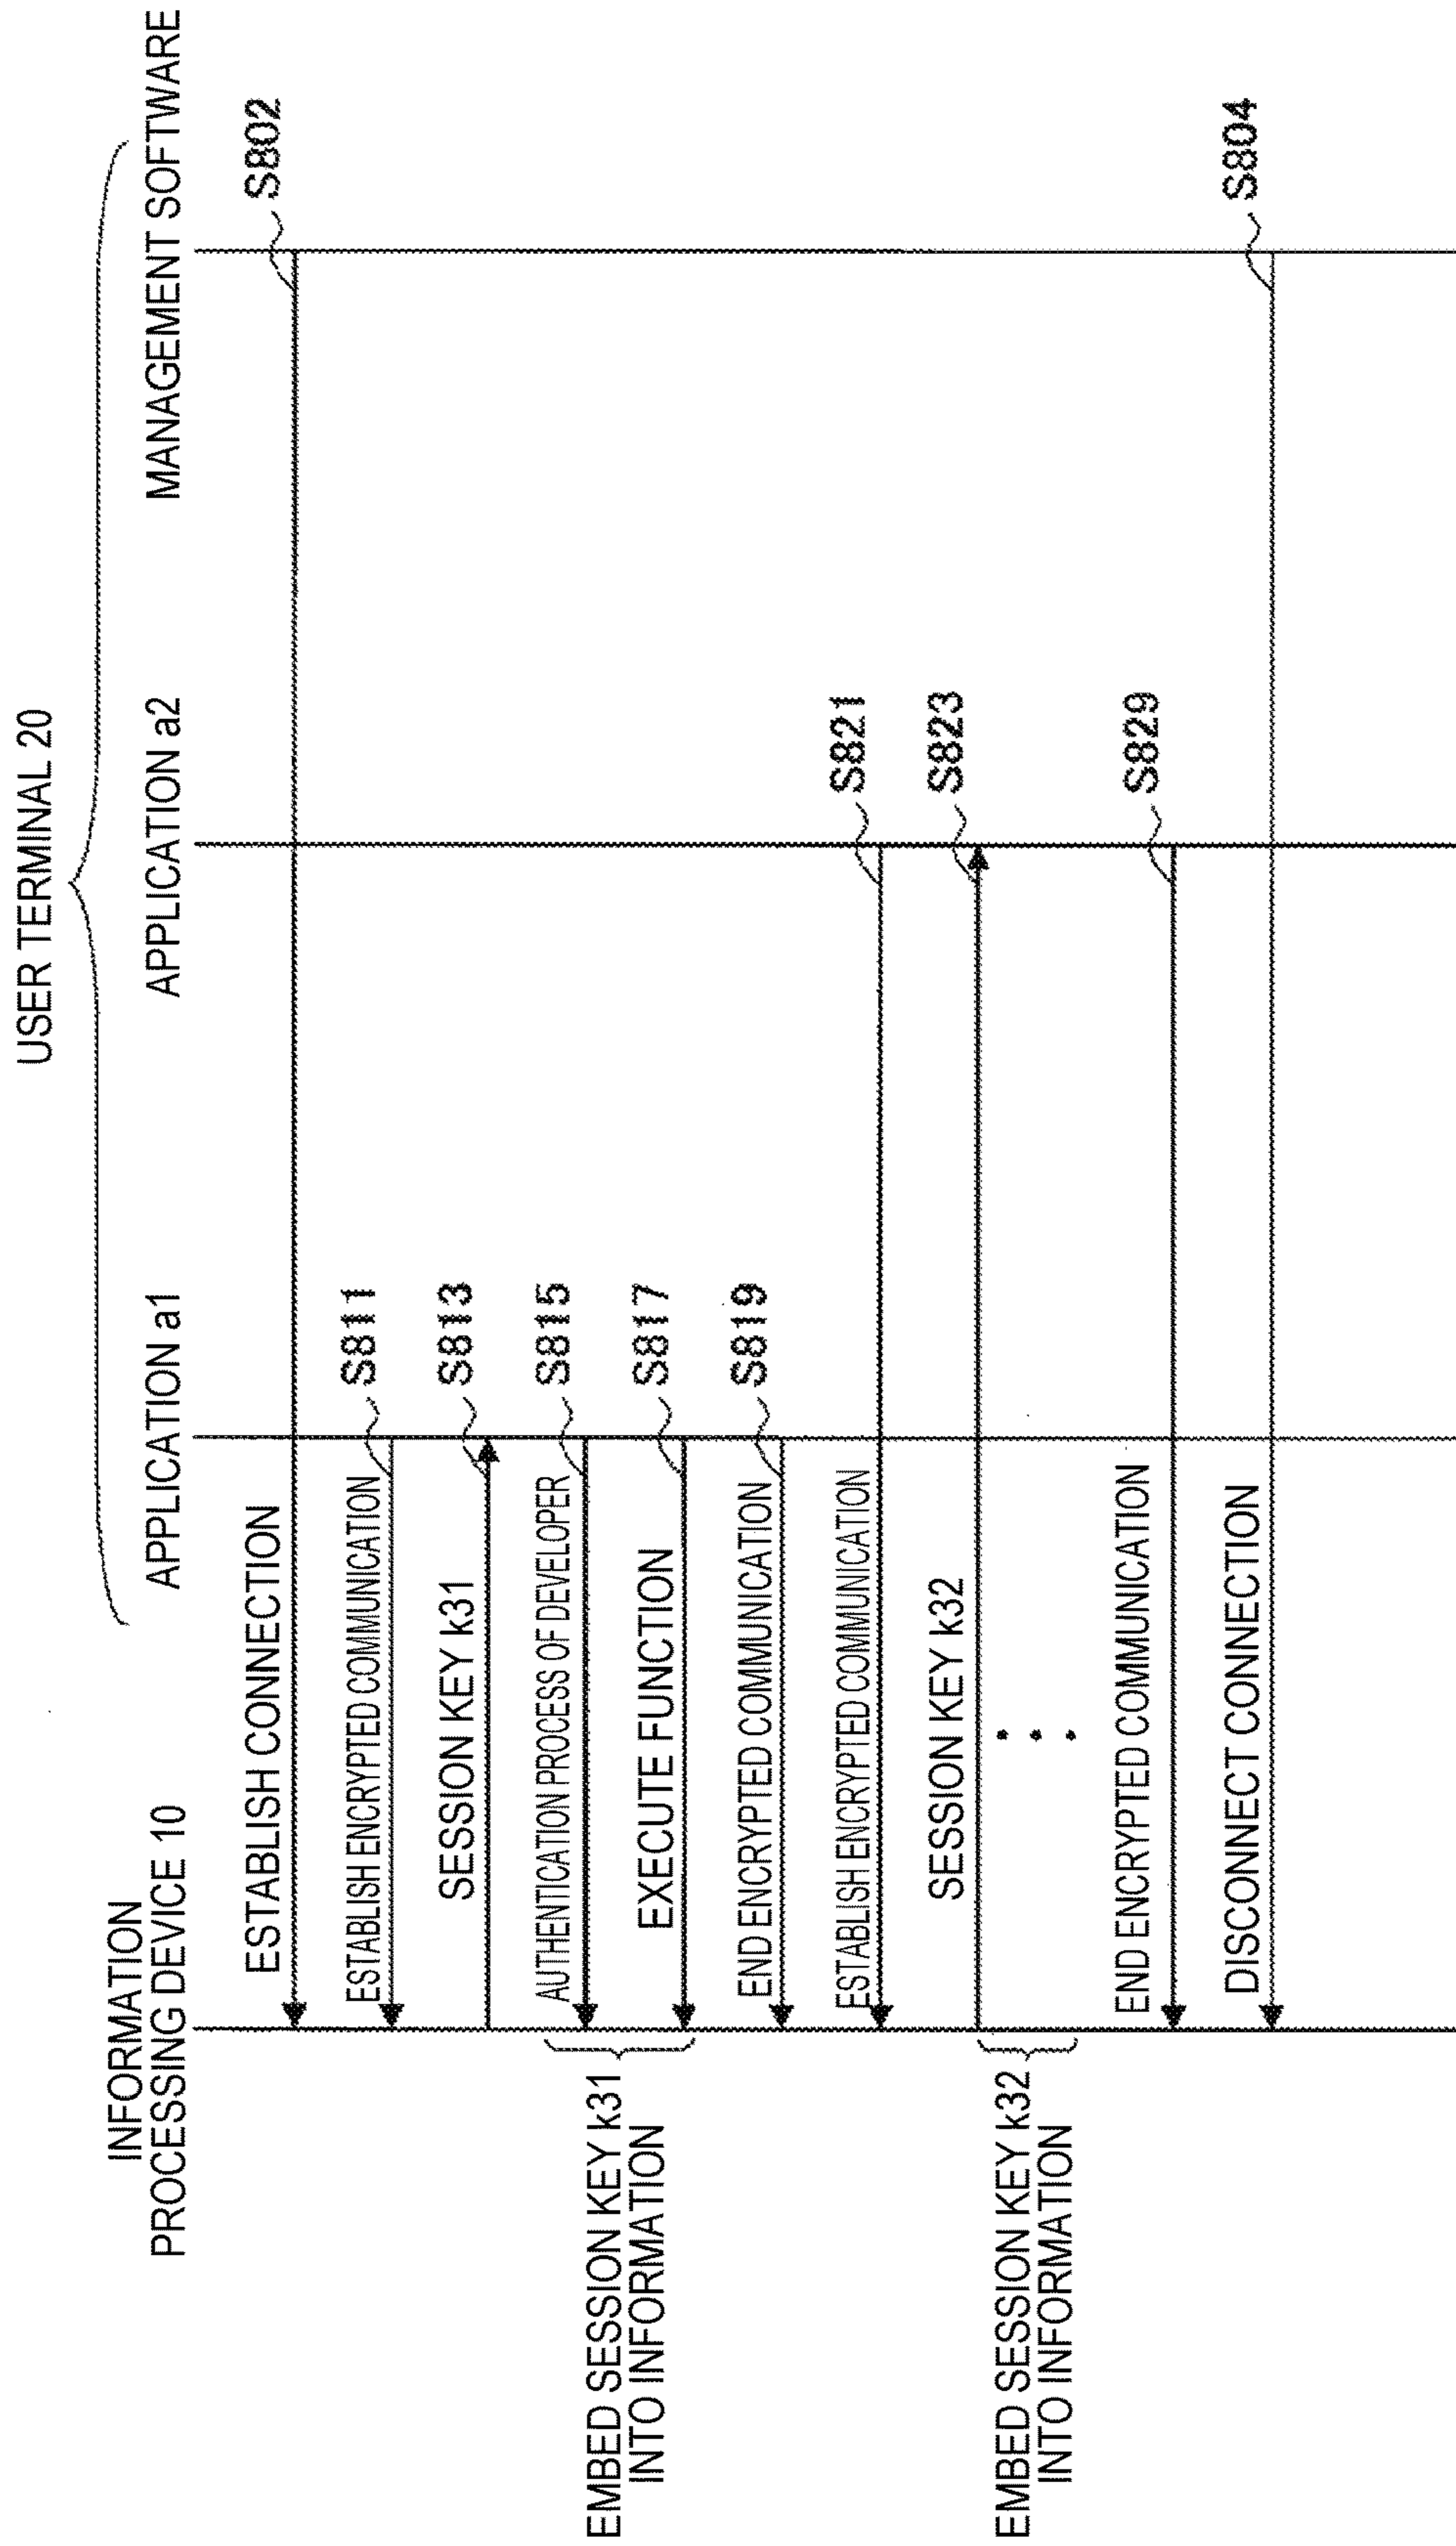 USER TERMINAL 20
INFORMATION
PROCESSING DEVICE 10
APPLICATION a1
APPLICATION a2
MANAGEMENT SOFTWARE
ESTABLISH CONNECTION
S802
ESTABLISH ENCRYPTED COMMUNICATION
S811
SESSION KEY k31
S813
AUTHENTICATION PROCESS OF DEVELOPER
S815
EMBED SESSION KEY k31
INTO INFORMATION
EXECUTE FUNCTION
S817
END ENCRYPTED COMMUNICATION
S819
ESTABLISH ENCRYPTED COMMUNICATION
S821
SESSION KEY k32
S823
EMBED SESSION KEY k32
INTO INFORMATION
END ENCRYPTED COMMUNICATION
S829
DISCONNECT CONNECTION
S804